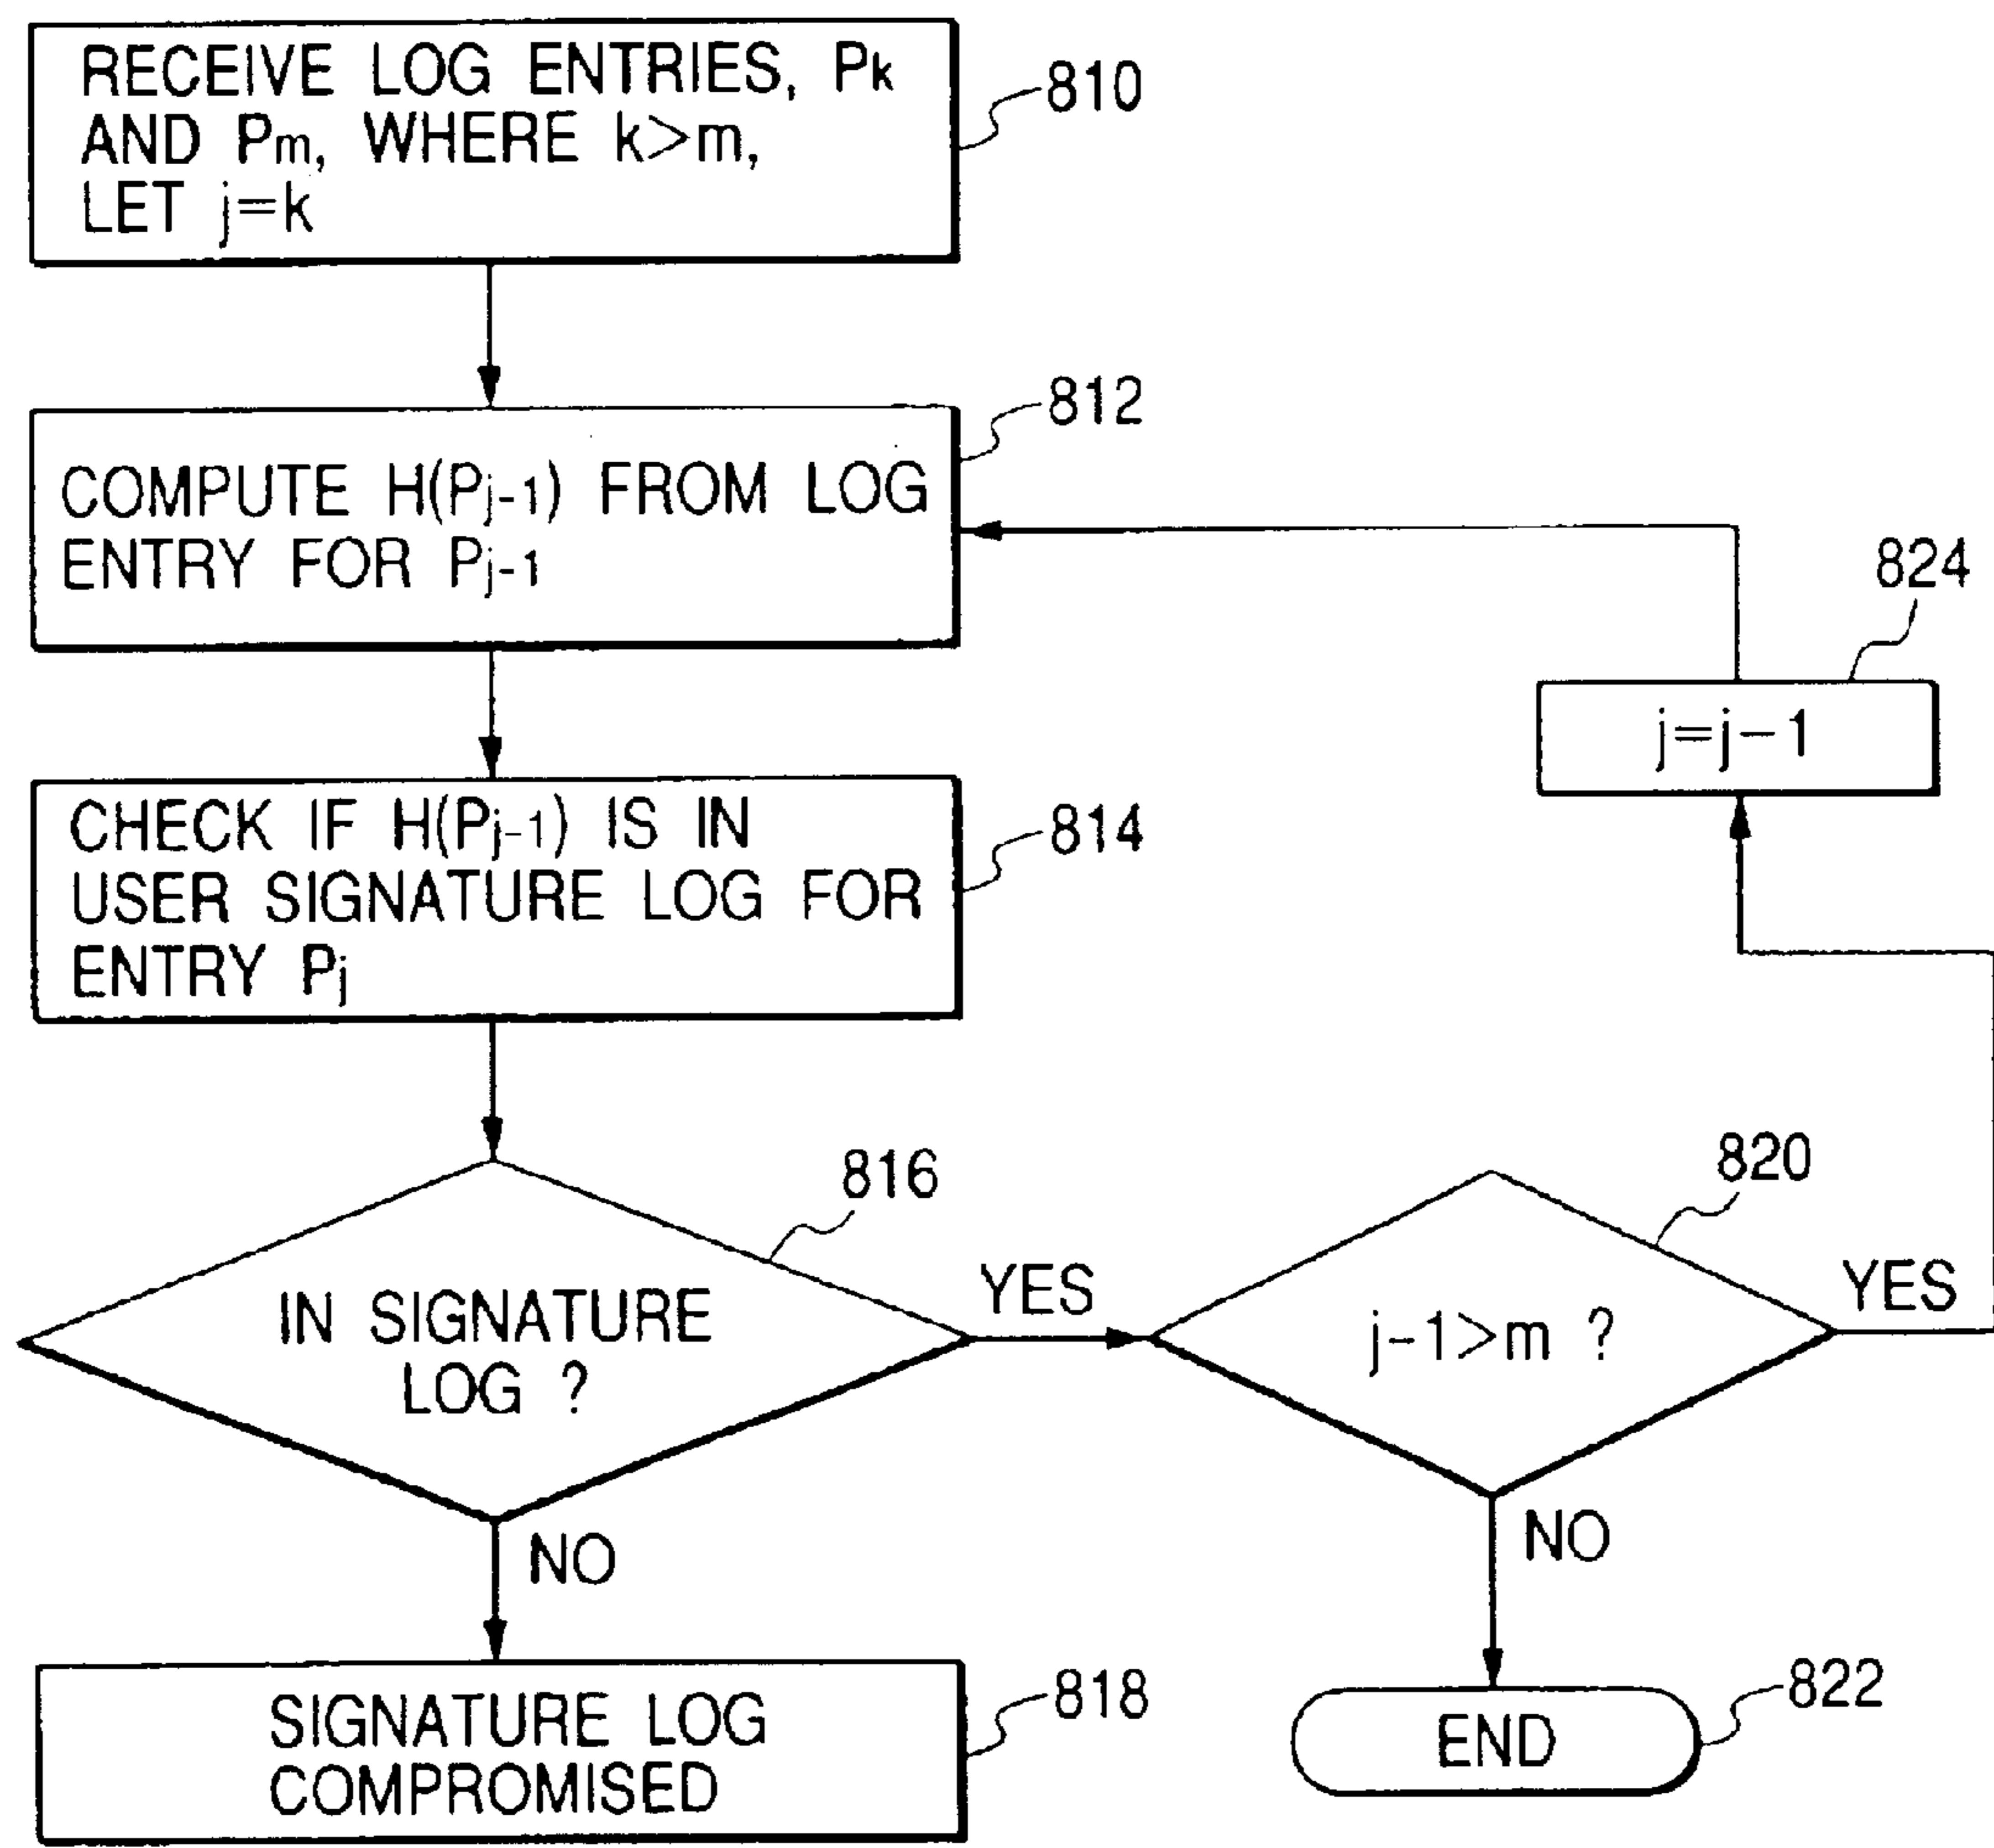 RECEIVE LOG ENTRIES, Pk
AND Pm, WHERE k>m,
LET j=k
810
COMPUTE H(Pj-1) FROM LOG
ENTRY FOR Pj-1
812
824
j=j-1
CHECK IF H(Pj-1) IS IN
USER SIGNATURE LOG FOR
ENTRY Pj
814
816
IN SIGNATURE
LOG ?
YES
820
j-1>m ?
YES
NO
NO
SIGNATURE LOG
COMPROMISED
818
END
822